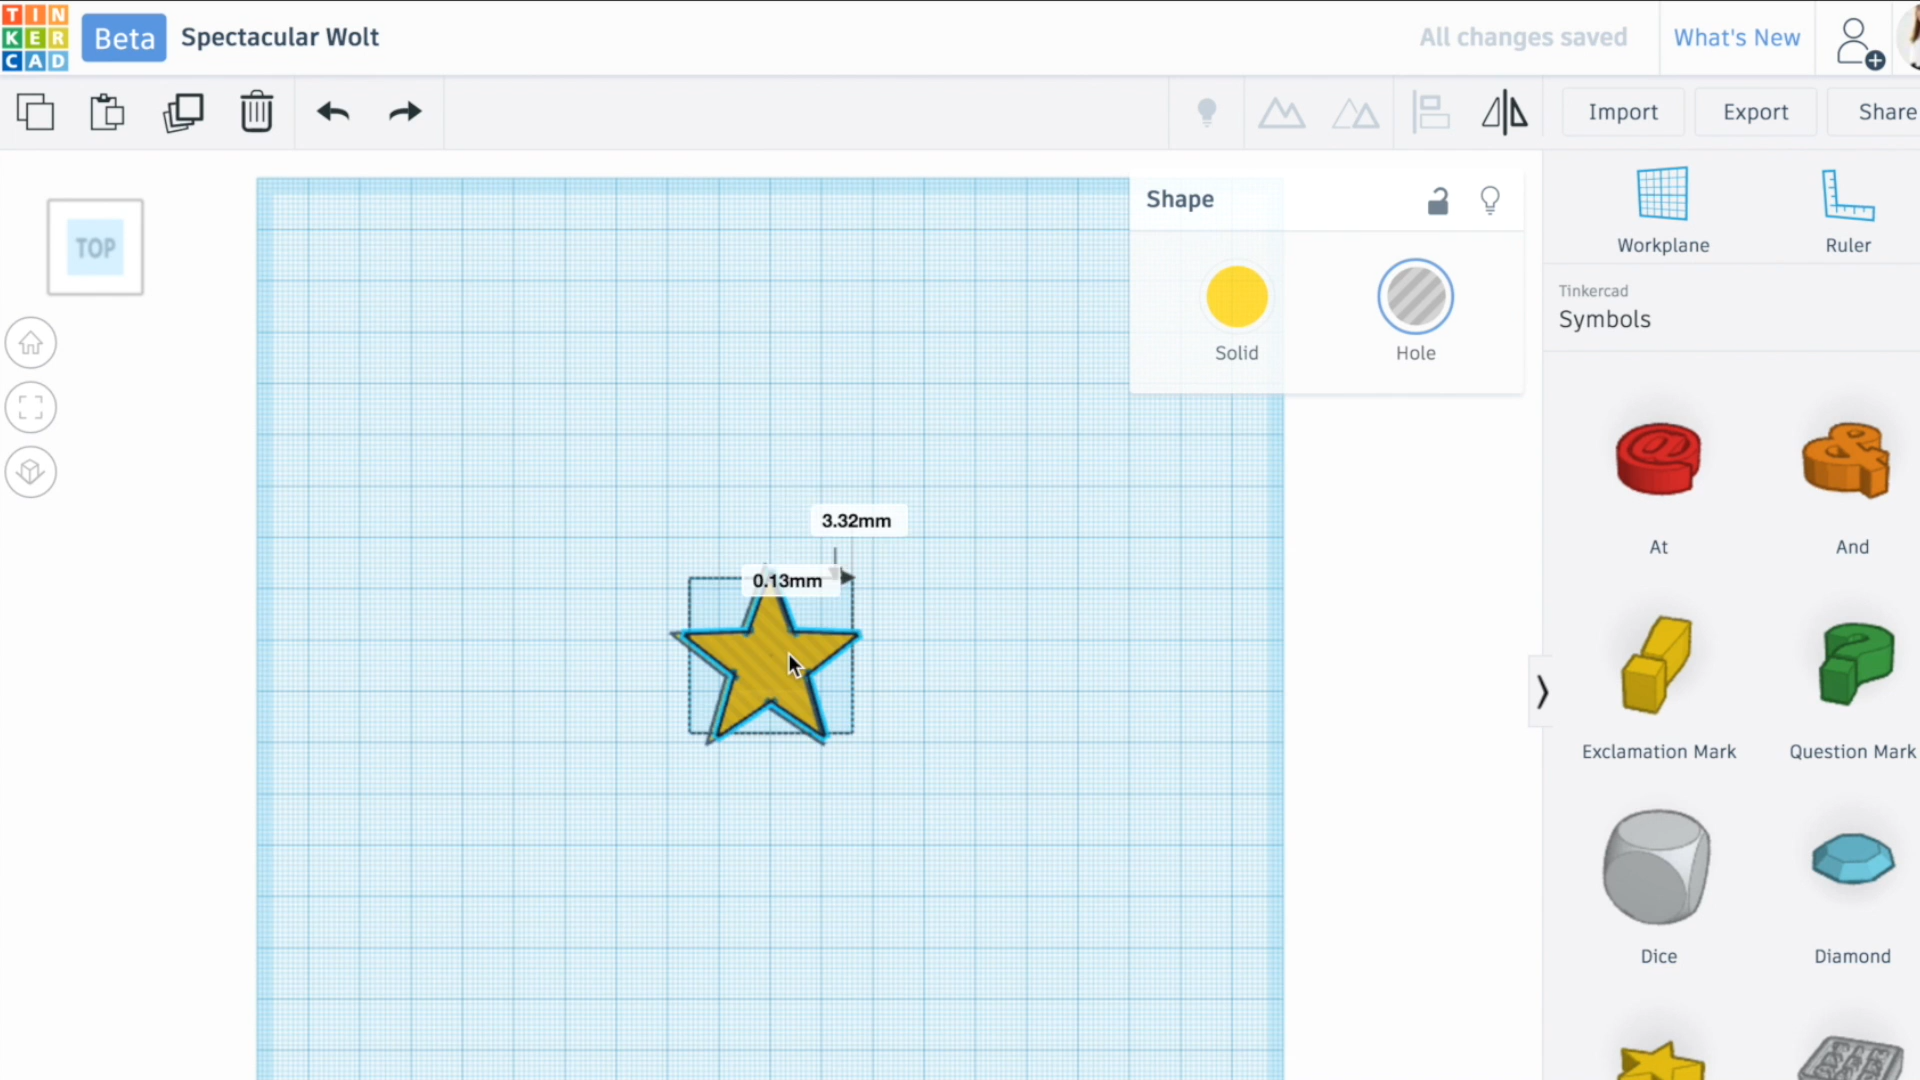 TIN
KER
CAD
Beta
Spectacular Wolt
All changes saved
What's New
Import
Export
Share
TOP
Shape
Solid
Hole
Workplane
Ruler
Tinkercad
Symbols
3.32mm
0.13mm
At
And
Exclamation Mark
Question Mark
Dice
Diamond